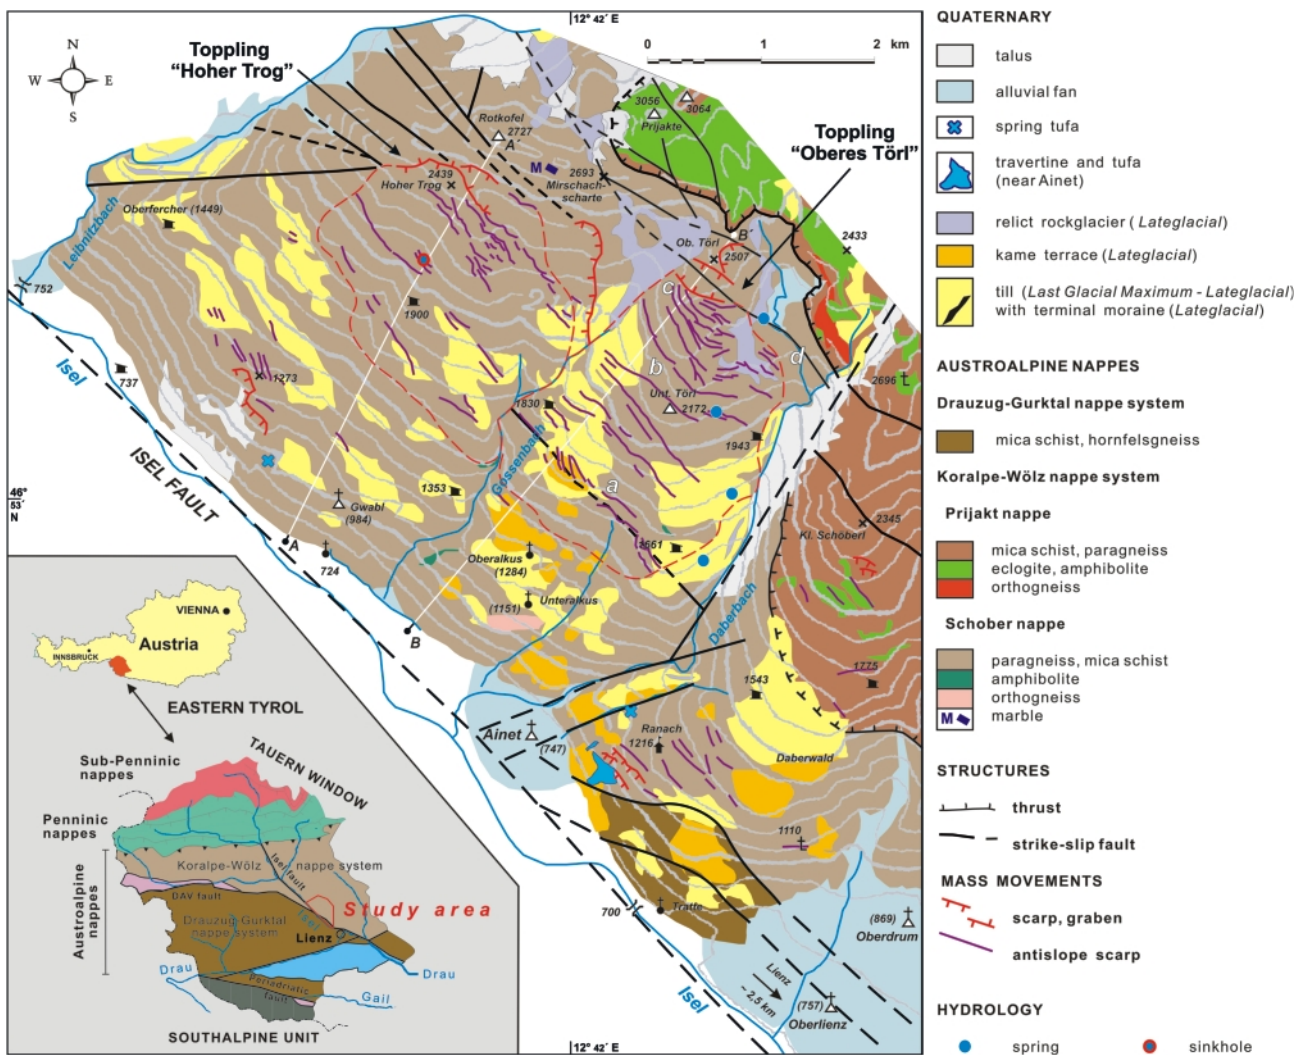 12° 42´ E
Toppling
“Hoher Trog”
N
W
E
S
0
1
2 km
Rotkofel
2727
A´
3056
3064
Prijakte
Toppling
“Oberes Törl”
M
2693
Mirschach-
scharte
2439
Hoher Trog
Oberfercher (1449)
Leibnitzbach
752
Ob. Törl
B´
2507
2433
c
1900
b
d
Isel
737
1273
Unt. Törl
2172
2696
1830
1943
ISEL FAULT
Gössenbach
a
46°
53´
N
1353
Gwabl
(984)
2345
Kl. Schöberl
A
724
Oberalkus
(1284)
1661
(1151)
Unteralkus
Daberbach
B
1775
1543
Ainet
(747)
Ranach
1216
Daberwald
1110
700
Tratte
(869)
Oberdrum
Lienz
~ 2,5 km
(757)
Oberlienz
Isel
12° 42´ E
VIENNA
Austria
INNSBRUCK
EASTERN TYROL
Sub-Penninic
nappes
TAUERN WINDOW
Penninic
nappes
Koralpe-Wölz
nappe system
Isel fault
Austroalpine
nappes
DAV fault
Drauzug-Gurktal
nappe system
Study area
Isel
Lienz
Drau
Drau
Periadriatic
fault
Gail
SOUTHALPINE UNIT
QUATERNARY
talus
alluvial fan
spring tufa
travertine and tufa
(near Ainet)
relict rockglacier (Lateglacial)
kame terrace (Lateglacial)
till (Last Glacial Maximum - Lateglacial)
with terminal moraine (Lateglacial)
AUSTROALPINE NAPPES
Drauzug-Gurktal nappe system
mica schist, hornfelsgneiss
Koralpe-Wölz nappe system
Prijakt nappe
mica schist, paragneiss
eclogite, amphibolite
orthogneiss
Schober nappe
paragneiss, mica schist
amphibolite
orthogneiss
M marble
STRUCTURES
thrust
strike-slip fault
MASS MOVEMENTS
scarp, graben
antislope scarp
HYDROLOGY
spring
sinkhole